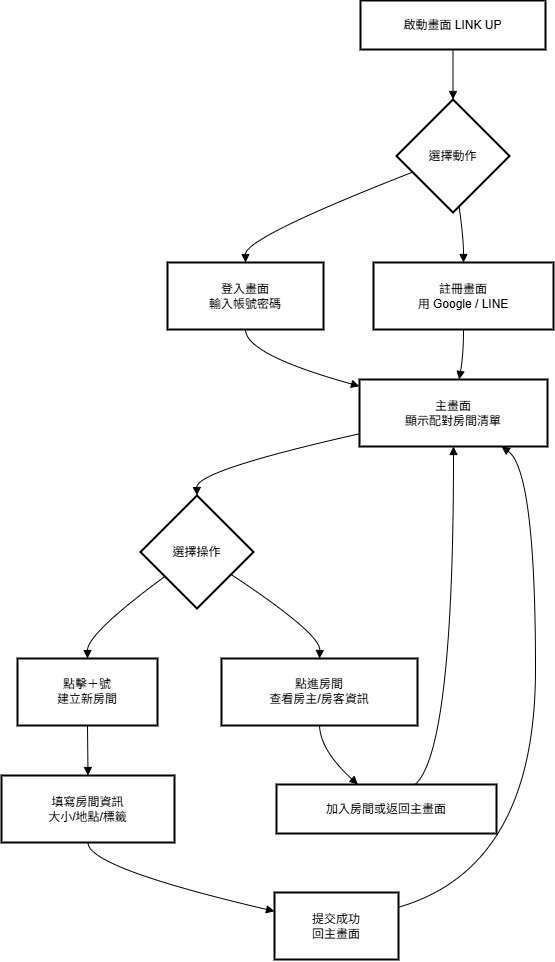 啟動畫面 LINK UP
選擇動作
登入畫面
輸入帳號密碼
註冊畫面
用 Google / LINE
主畫面
顯示配對房間清單
選擇操作
點擊＋號
建立新房間
點進房間
查看房主/房客資訊
填寫房間資訊
大小/地點/標籤
加入房間或返回主畫面
提交成功
回主畫面